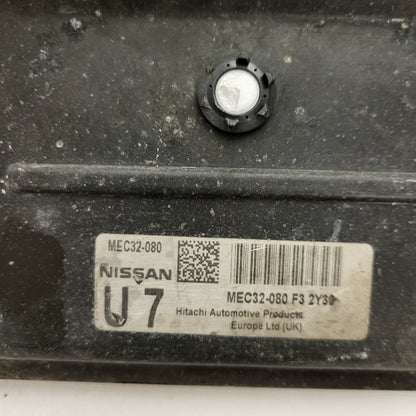 MEC32-080
NISSAN
U 7
MEC32-080 F3 2Y30
Hitachi Automotive Products
Europe Ltd (UK)